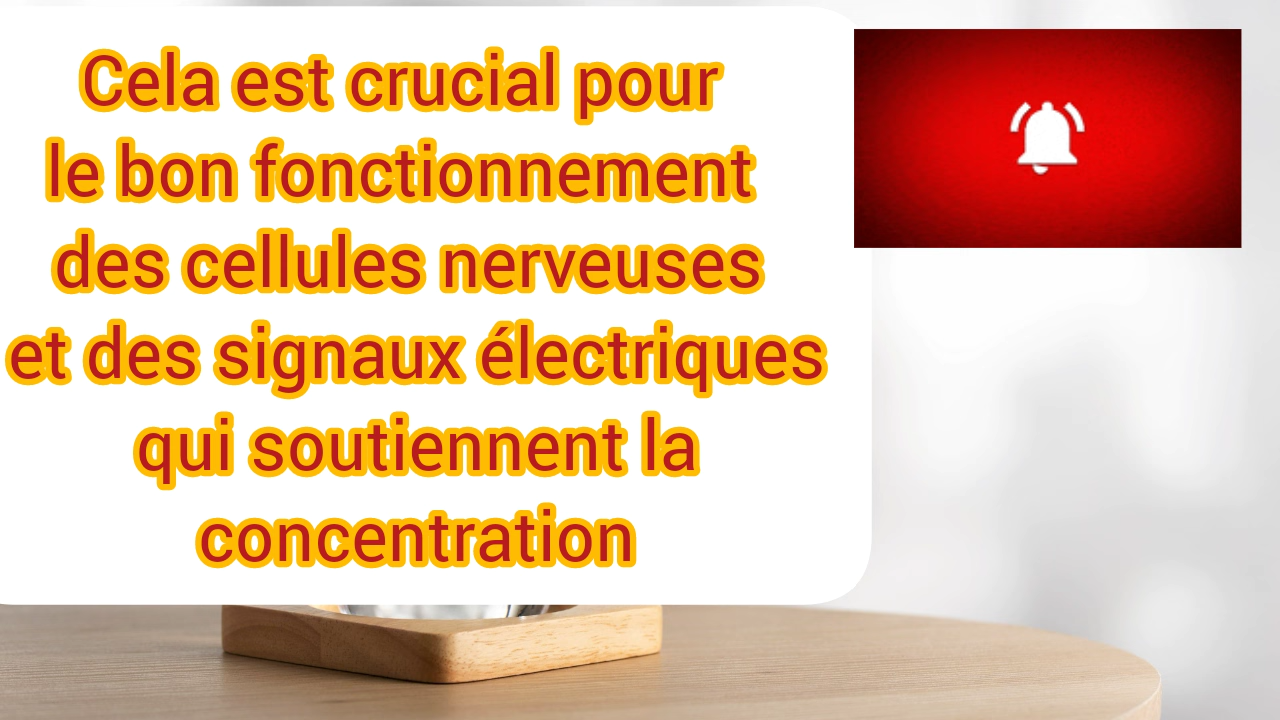 Cela est crucial pour
le bon fonctionnement
des cellules nerveuses
et des signaux électriques
qui soutiennent la
concentration